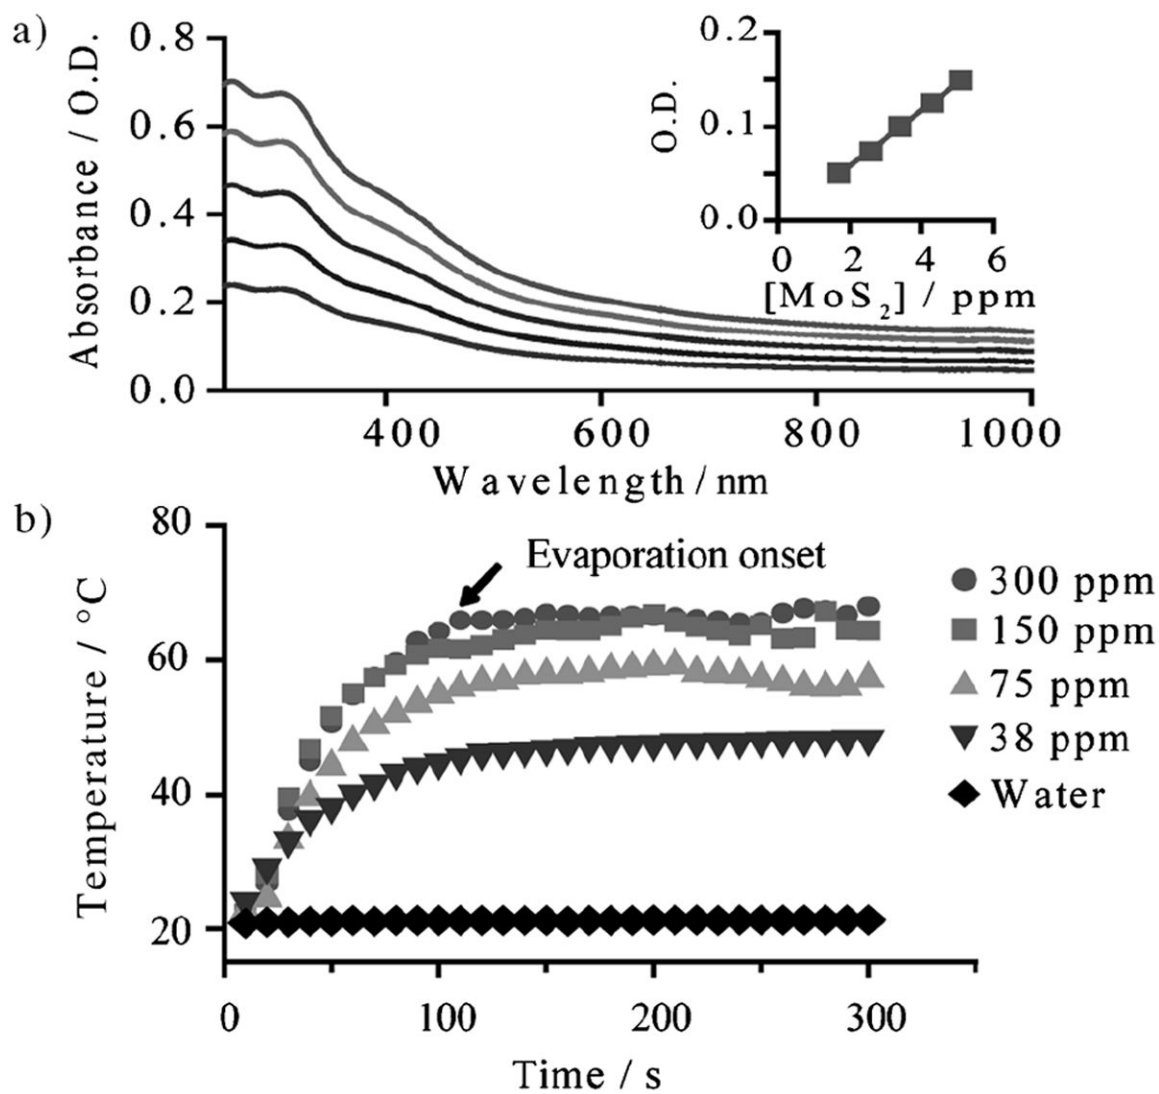 a)
Absorbance / O.D.
0.8
0.6
0.4
0.2
0.0
400 600 800 1000
Wavelength / nm
O.D.
0.2
0.1
0.0
0 2 4 6
[MoS2] / ppm
b)
Temperature / °C
80
60
40
20
Evaporation onset
300 ppm
150 ppm
75 ppm
38 ppm
Water
0 100 200 300
Time / s